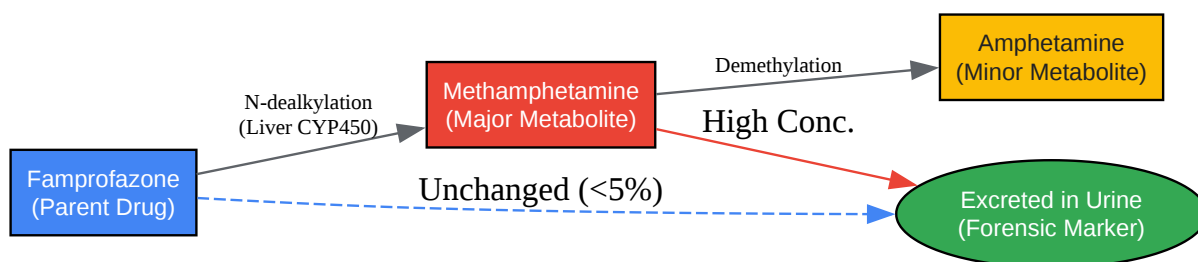 Famprofazone
(Parent Drug)
N-dealkylation
(Liver CYP450)
Methamphetamine
(Major Metabolite)
Demethylation
Amphetamine
(Minor Metabolite)
High Conc.
Unchanged (<5%)
Excreted in Urine
(Forensic Marker)